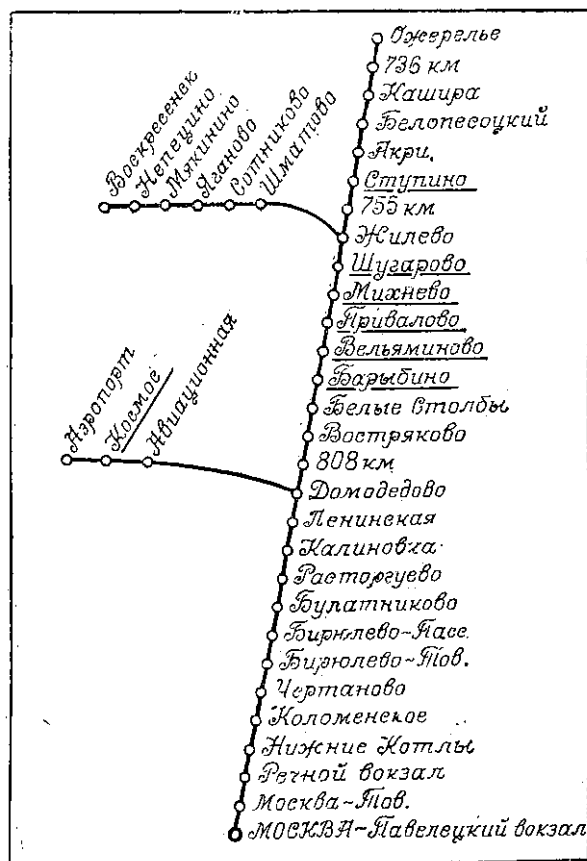 Ожерелье
736 км
Кашира
Белопесоцкий
Акри.
Ступино
755 км
Жилево
Шугарово
Михнево
Привалово
Вельяминово
Барыбино
Белые Столбы
Востряково
808 км
Домодедово
Ленинская
Калиновка
Расторгуево
Булатниково
Бирюлево-Пасс.
Бирюлево-Тов.
Чертаново
Коломенское
Нижние Котлы
Речной вокзал
Москва-Тов.
МОСКВА-Павелецкий вокзал
Воскресенск
Непецино
Мякинино
Яганово
Сотниково
Шматово
Аэропорт
Космос
Авиационная